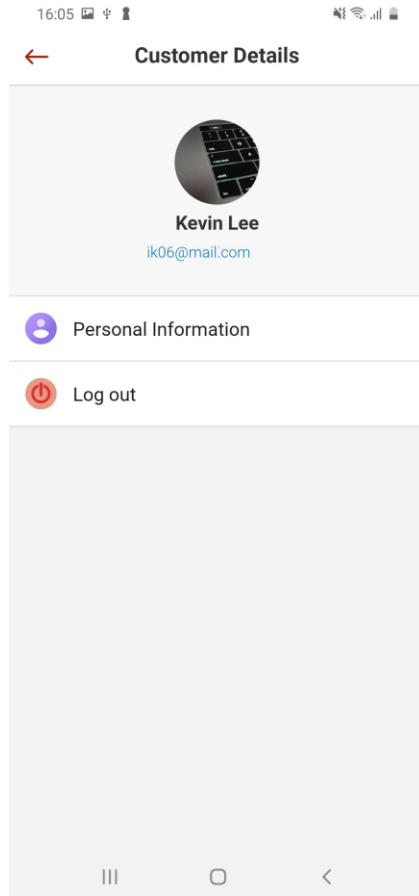 16:05
Customer Details
Kevin Lee
ik06@mail.com
Personal Information
Log out